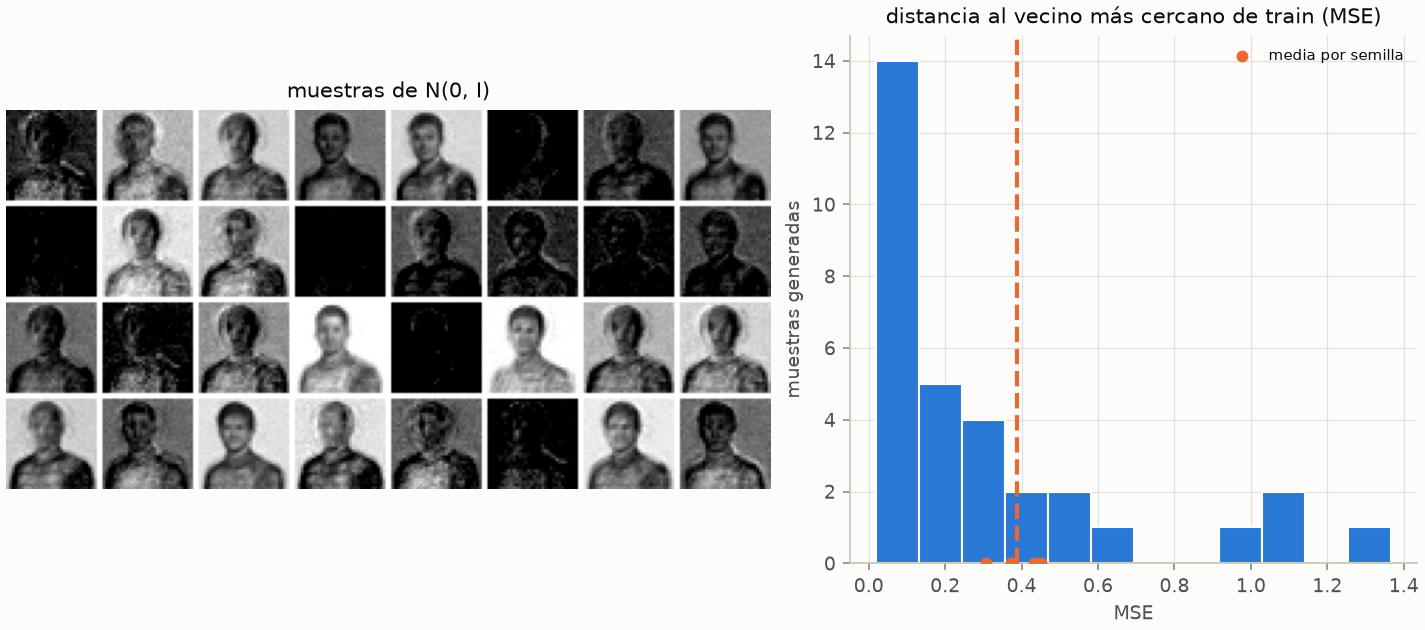 muestras de N(0, I)
distancia al vecino más cercano de train (MSE)
media por semilla
muestras generadas
14
12
10
8
6
4
2
0
0.0 0.2 0.4 0.6 0.8 1.0 1.2 1.4
MSE